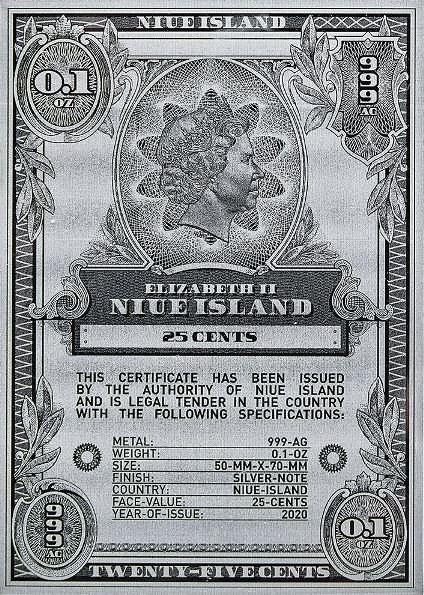 NIUE ISLAND
0.1
OZ
999
AG
ELIZABETH II
NIUE ISLAND
25 CENTS
THIS CERTIFICATE HAS BEEN ISSUED
BY THE AUTHORITY OF NIUE ISLAND
AND IS LEGAL TENDER IN THE COUNTRY
WITH THE FOLLOWING SPECIFICATIONS:
METAL: 999-AG
WEIGHT: 0.1-OZ
SIZE: 50-MM-X-70-MM
FINISH: SILVER-NOTE
COUNTRY: NIUE-ISLAND
FACE-VALUE: 25-CENTS
YEAR-OF-ISSUE: 2020
999
AG
0.1
OZ
TWENTY-FIVE CENTS